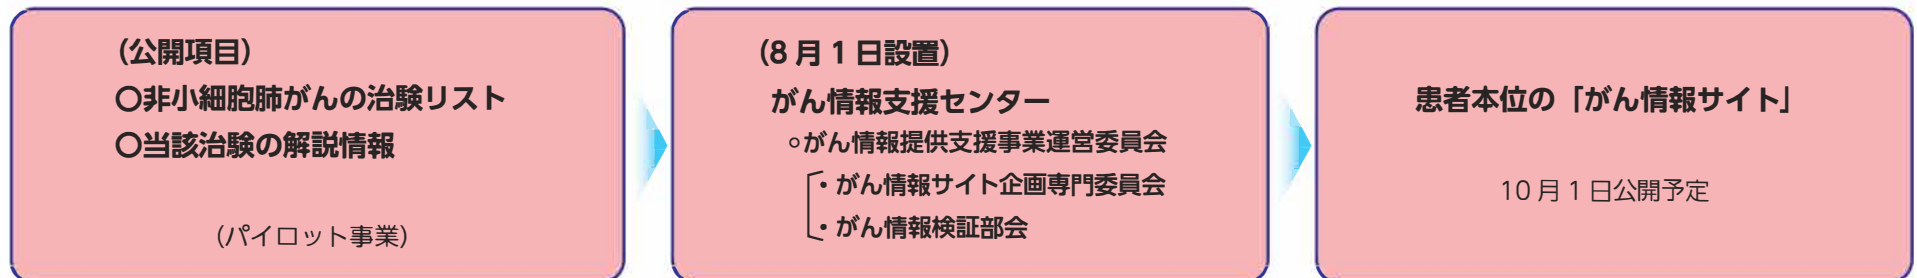 (公開項目)
〇非小細胞肺がんの治験リスト
〇当該治験の解説情報
(パイロット事業)
(8月1日設置)
がん情報支援センター
○がん情報提供支援事業運営委員会
・がん情報サイト企画専門委員会
・がん情報検証部会
患者本位の「がん情報サイト」
10月1日公開予定